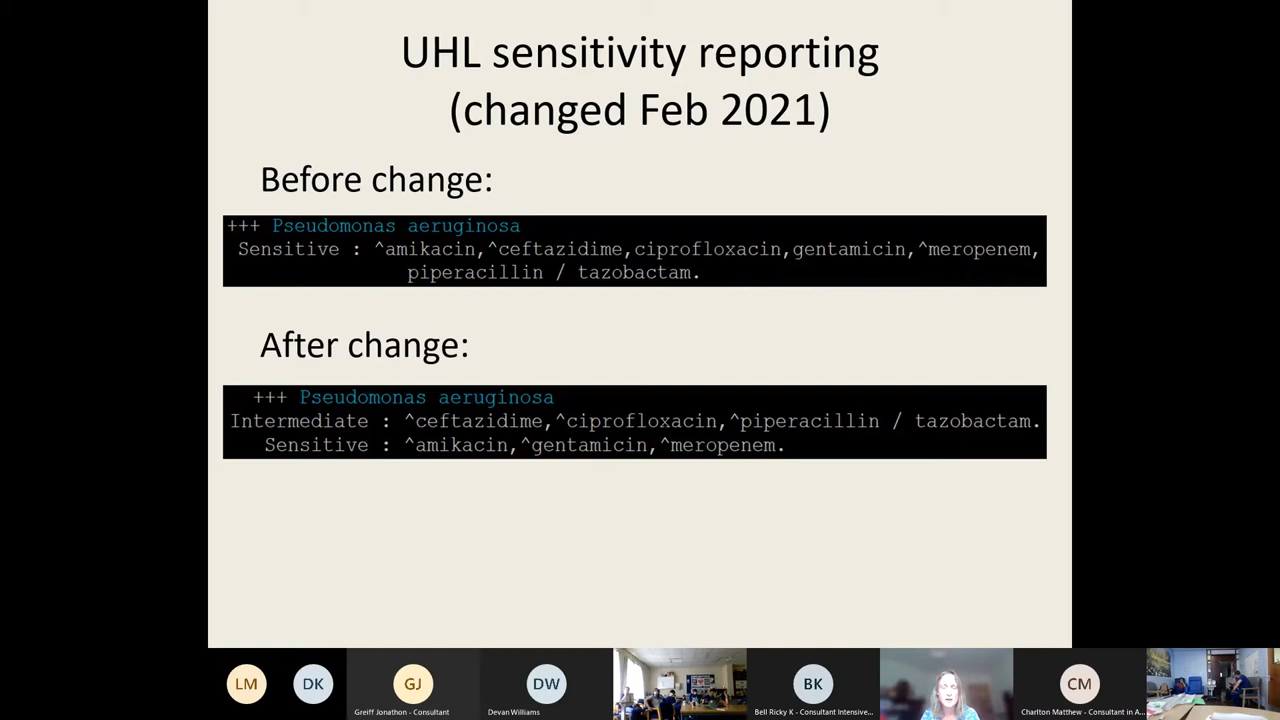 UHL sensitivity reporting
(changed Feb 2021)
Before change:
+++ Pseudomonas aeruginosa
Sensitive : ^amikacin,^ceftazidime,ciprofloxacin,gentamicin,^meropenem,
piperacillin / tazobactam.
After change:
+++ Pseudomonas aeruginosa
Intermediate : ^ceftazidime,^ciprofloxacin,^piperacillin / tazobactam.
Sensitive : ^amikacin,^gentamicin,^meropenem.
LM DK GJ DW BK CM
Greiff Jonathon - Consultant Devan Williams Bell Ricky K - Consultant Intensive... Charlton Matthew - Consultant in A...